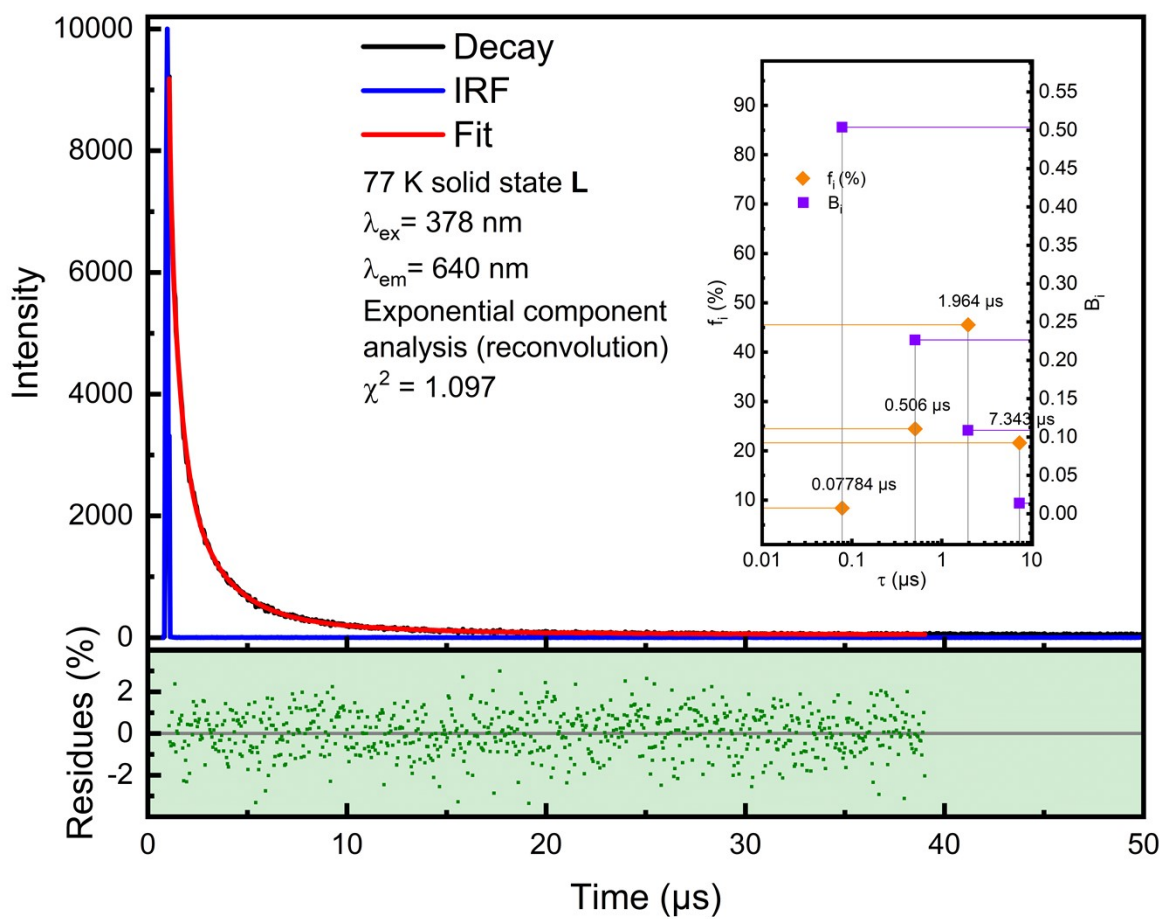 10000
8000
6000
4000
2000
0
Intensity
Decay
IRF
Fit
77 K solid state L
λex= 378 nm
λem= 640 nm
Exponential component
analysis (reconvolution)
χ2 = 1.097
90
80
70
60
50
40
30
20
10
fi (%)
fi (%)
Bi
1.964 µs
0.506 µs
7.343 µs
0.07784 µs
0.55
0.50
0.45
0.40
0.35
0.30
0.25
0.20
0.15
0.10
0.05
0.00
Bi
0.01
0.1
1
10
τ (µs)
Residues (%)
2
0
-2
0
10
20
30
40
50
Time (µs)